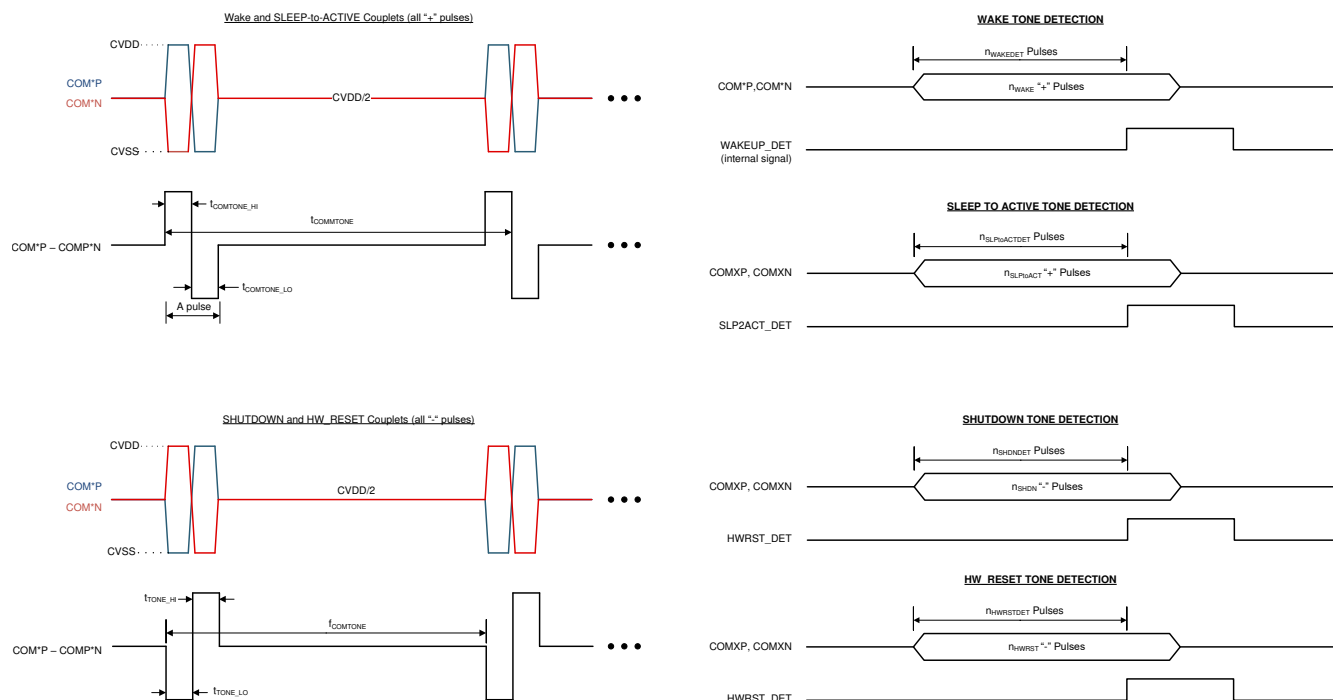 Wake and SLEEP-to-ACTIVE Couplets (all “+” pulses)
CVDD
COM*P
COM*N
CVDD/2
CVSS
tCOMTONE_HI
tCOMMTONE
COM*P – COMP*N
tCOMTONE_LO
A pulse
WAKE TONE DETECTION
nWAKEDET Pulses
COM*P,COM*N
nWAKE “+” Pulses
WAKEUP_DET
(internal signal)
SLEEP TO ACTIVE TONE DETECTION
nSLPtoACTDET Pulses
COMXP, COMXN
nSLPtoACT “+” Pulses
SLP2ACT_DET
SHUTDOWN and HW_RESET Couplets (all “-“ pulses)
CVDD
COM*P
COM*N
CVDD/2
CVSS
tTONE_HI
fCOMTONE
COM*P – COMP*N
tTONE_LO
SHUTDOWN TONE DETECTION
nSHDNDET Pulses
COMXP, COMXN
nSHDN “-” Pulses
HWRST_DET
HW_RESET TONE DETECTION
nHWRSTDET Pulses
COMXP, COMXN
nHWRST “-” Pulses
HWRST_DET